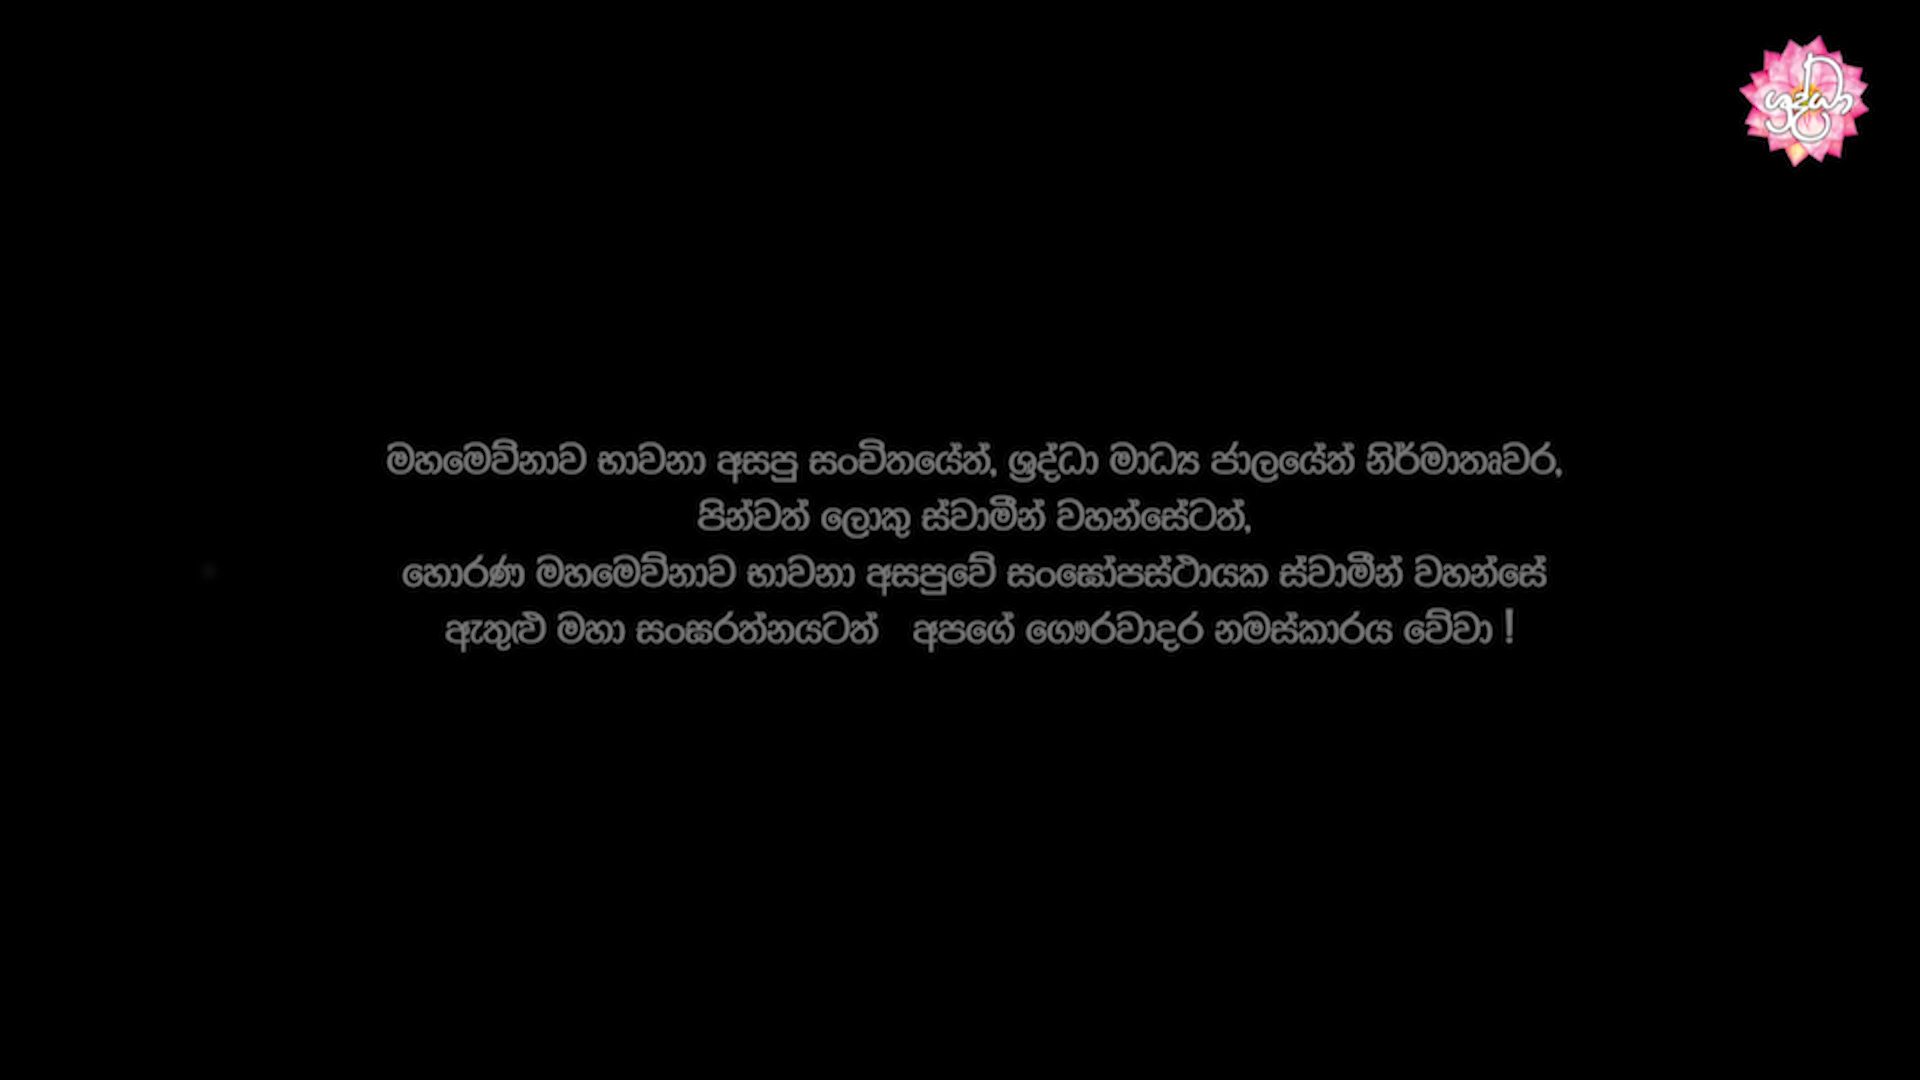 ශ්‍රද්ධා
මහමෙව්නාව භාවනා අසපු සංචිතයේත්, ශ්‍රද්ධා මාධ්‍ය ජාලයේත් නිර්මාතෘවර,
පින්වත් ලොකු ස්වාමීන් වහන්සේටත්,
හොරණ මහමෙව්නාව භාවනා අසපුවේ සංඝෝපස්ථායක ස්වාමීන් වහන්සේ
ඇතුළු මහා සංඝරත්නයටත් අපගේ ගෞරවාදර නමස්කාරය වේවා !